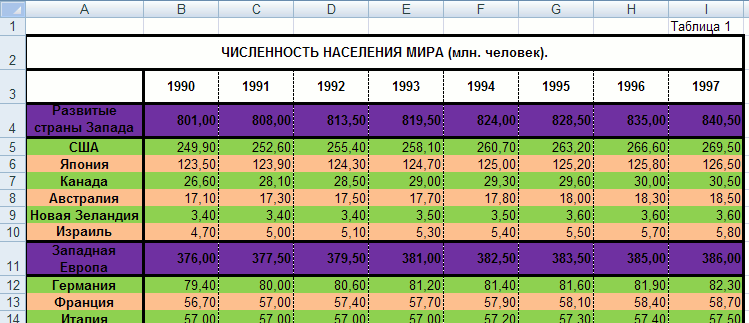 A B C D E F G H I
1 Таблица 1
2 ЧИСЛЕННОСТЬ НАСЕЛЕНИЯ МИРА (млн. человек).
3 1990 1991 1992 1993 1994 1995 1996 1997
Развитые
4 страны Запада 801,00 808,00 813,50 819,50 824,00 828,50 835,00 840,50
5 США 249,90 252,60 255,40 258,10 260,70 263,20 266,60 269,50
6 Япония 123,50 123,90 124,30 124,70 125,00 125,20 125,80 126,50
7 Канада 26,60 28,10 28,50 29,00 29,30 29,60 30,00 30,50
8 Австралия 17,10 17,30 17,50 17,70 17,80 18,00 18,30 18,50
9 Новая Зеландия 3,40 3,40 3,40 3,50 3,50 3,60 3,60 3,60
10 Израиль 4,70 5,00 5,10 5,30 5,40 5,50 5,70 5,80
Западная
11 Европа 376,00 377,50 379,50 381,00 382,50 383,50 385,00 386,00
12 Германия 79,40 80,00 80,60 81,20 81,40 81,60 81,90 82,30
13 Франция 56,70 57,00 57,40 57,70 57,90 58,10 58,40 58,70
14 Италия 57,00 57,00 57,00 57,00 57,20 57,30 57,40 57,50